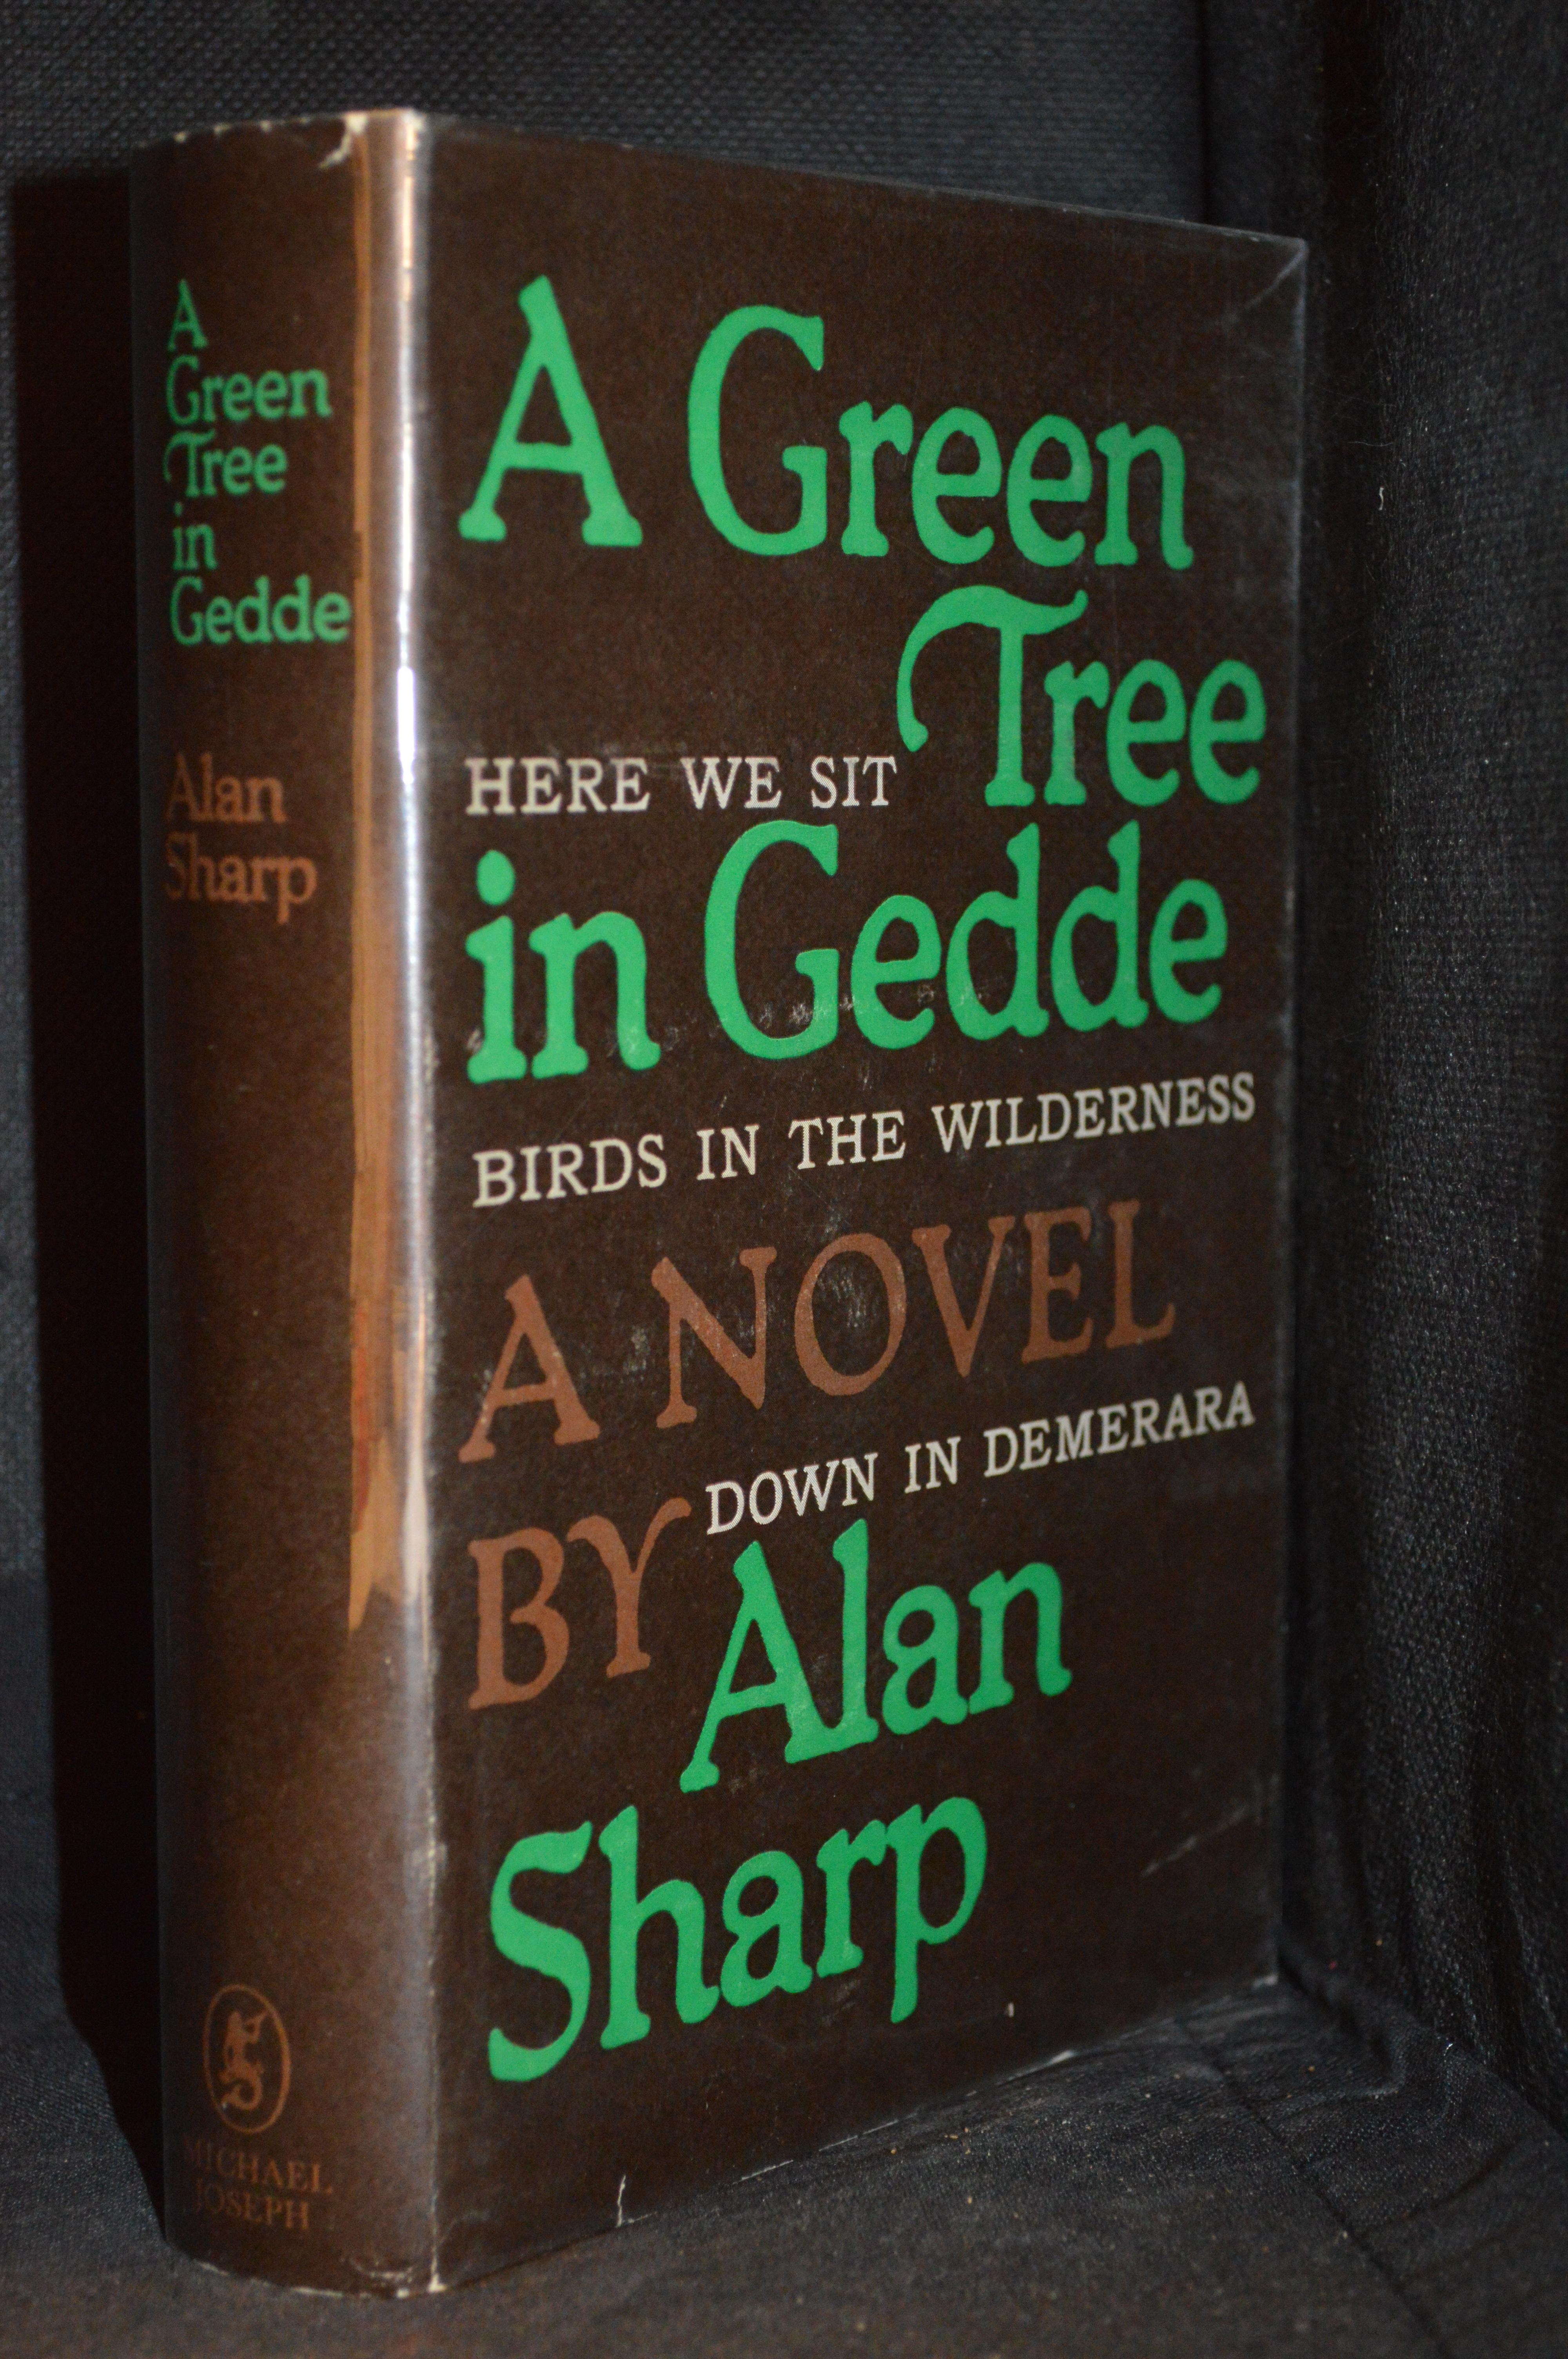 A
Green
Tree
in
Gedde
Alan
Sharp
MICHAEL
JOSEPH
A Green
Tree
HERE WE SIT
in Gedde
BIRDS IN THE WILDERNESS
A NOVEL
DOWN IN DEMERARA
BY Alan
Sharp